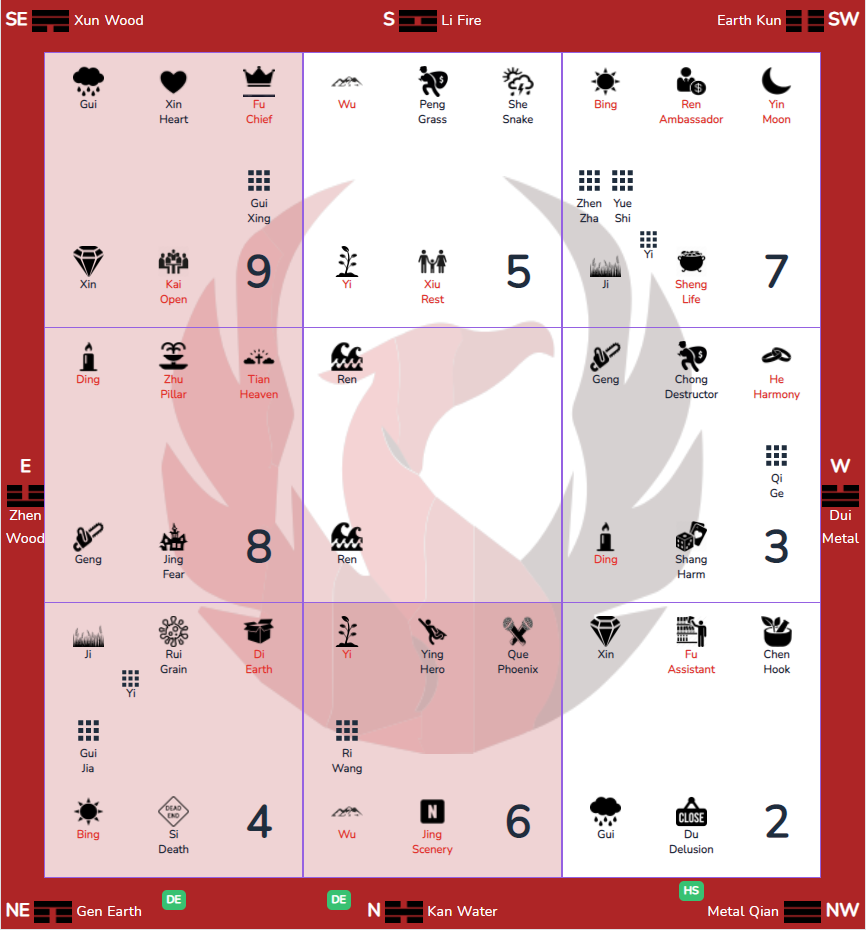 SE Xun Wood
S Li Fire
Earth Kun SW
Gui Xin Fu
Heart Chief
Gui
Xing
Xin Kai 9
Open
Wu Peng She
Grass Snake
Yi Xiu 5
Rest
Bing Ren Yin
Ambassador Moon
Zhen Yue
Zha Shi
Yi
Ji Sheng 7
Life
E
Zhen
Wood
Ding Zhu Tian
Pillar Heaven
Geng Jing 8
Fear
Ren
Ren
Geng Chong He
Destructor Harmony
Qi
Ge
Ding Shang 3
Harm
W
Dui
Metal
Ji Rui Di
Grain Earth
Yi
Gui
Jia
DEAD
END
Bing Si 4
Death
Yi Ying Que
Hero Phoenix
Ri
Wang
N
Wu Jing 6
Scenery
Xin Fu Chen
Assistant Hook
CLOSE
Gui Du 2
Delusion
DE
DE
HS
NE Gen Earth
N Kan Water
Metal Qian NW